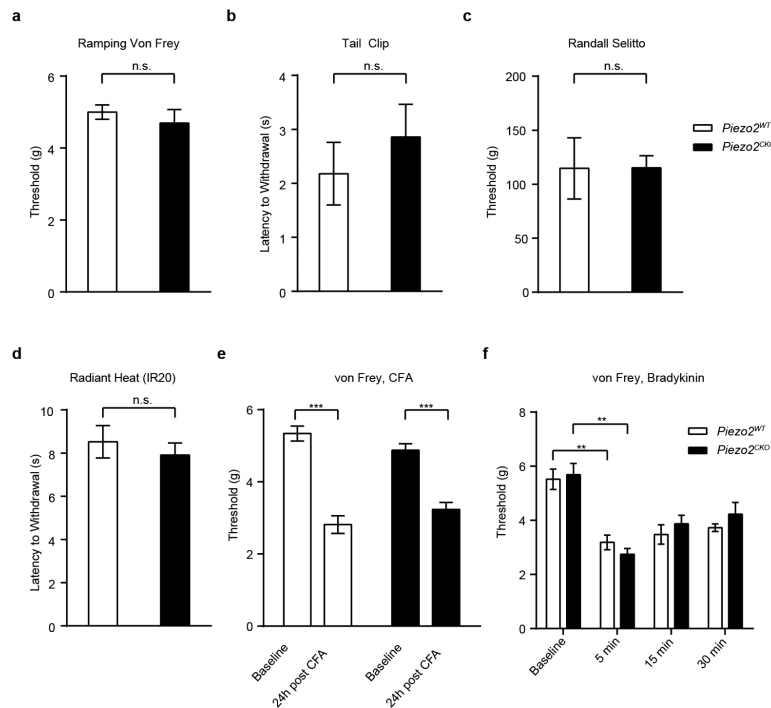 a
Ramping Von Frey
n.s.
Threshold (g)
6
4
2
0
b
Tail Clip
n.s.
Latency to Withdrawal (s)
4
3
2
1
0
c
Randall Selitto
n.s.
Threshold (g)
200
150
100
50
0
Piezo2WT
Piezo2CKO
d
Radiant Heat (IR20)
n.s.
Latency to Withdrawal (s)
10
8
6
4
2
0
e
von Frey, CFA
***
***
Threshold (g)
6
4
2
0
Baseline
24h post CFA
Baseline
24h post CFA
f
von Frey, Bradykinin
**
**
Threshold (g)
8
6
4
2
0
Baseline
5 min
15 min
30 min
Piezo2WT
Piezo2CKO